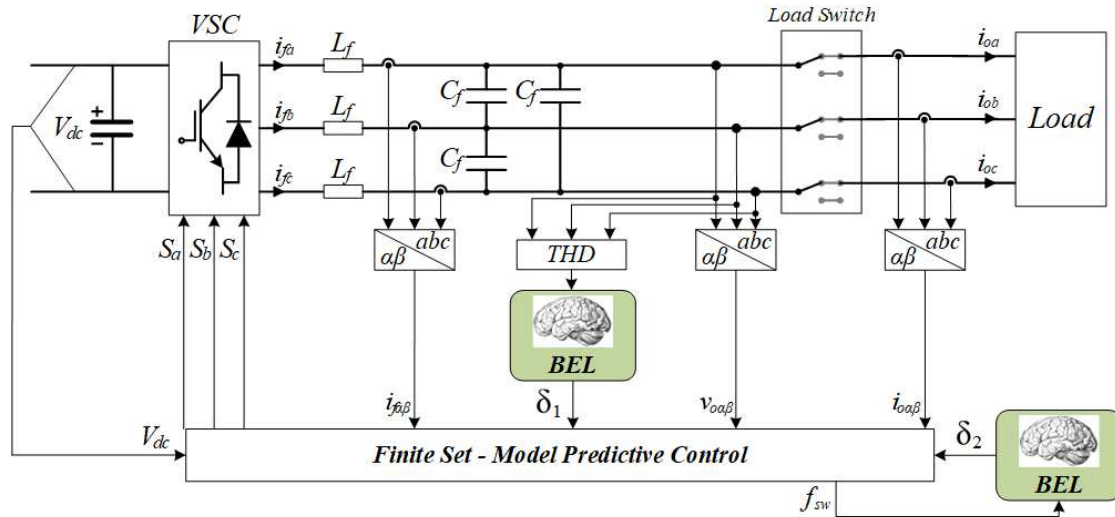 VSC
Load Switch
i_fa
L_f
i_oa
C_f
C_f
V_dc
+
−
i_fb
L_f
i_ob
Load
C_f
i_fc
L_f
i_oc
S_a S_b S_c
abc
αβ
THD
abc
αβ
abc
αβ
BEL
i_fαβ
δ₁
v_oαβ
i_oαβ
V_dc
Finite Set - Model Predictive Control
δ₂
BEL
f_sw